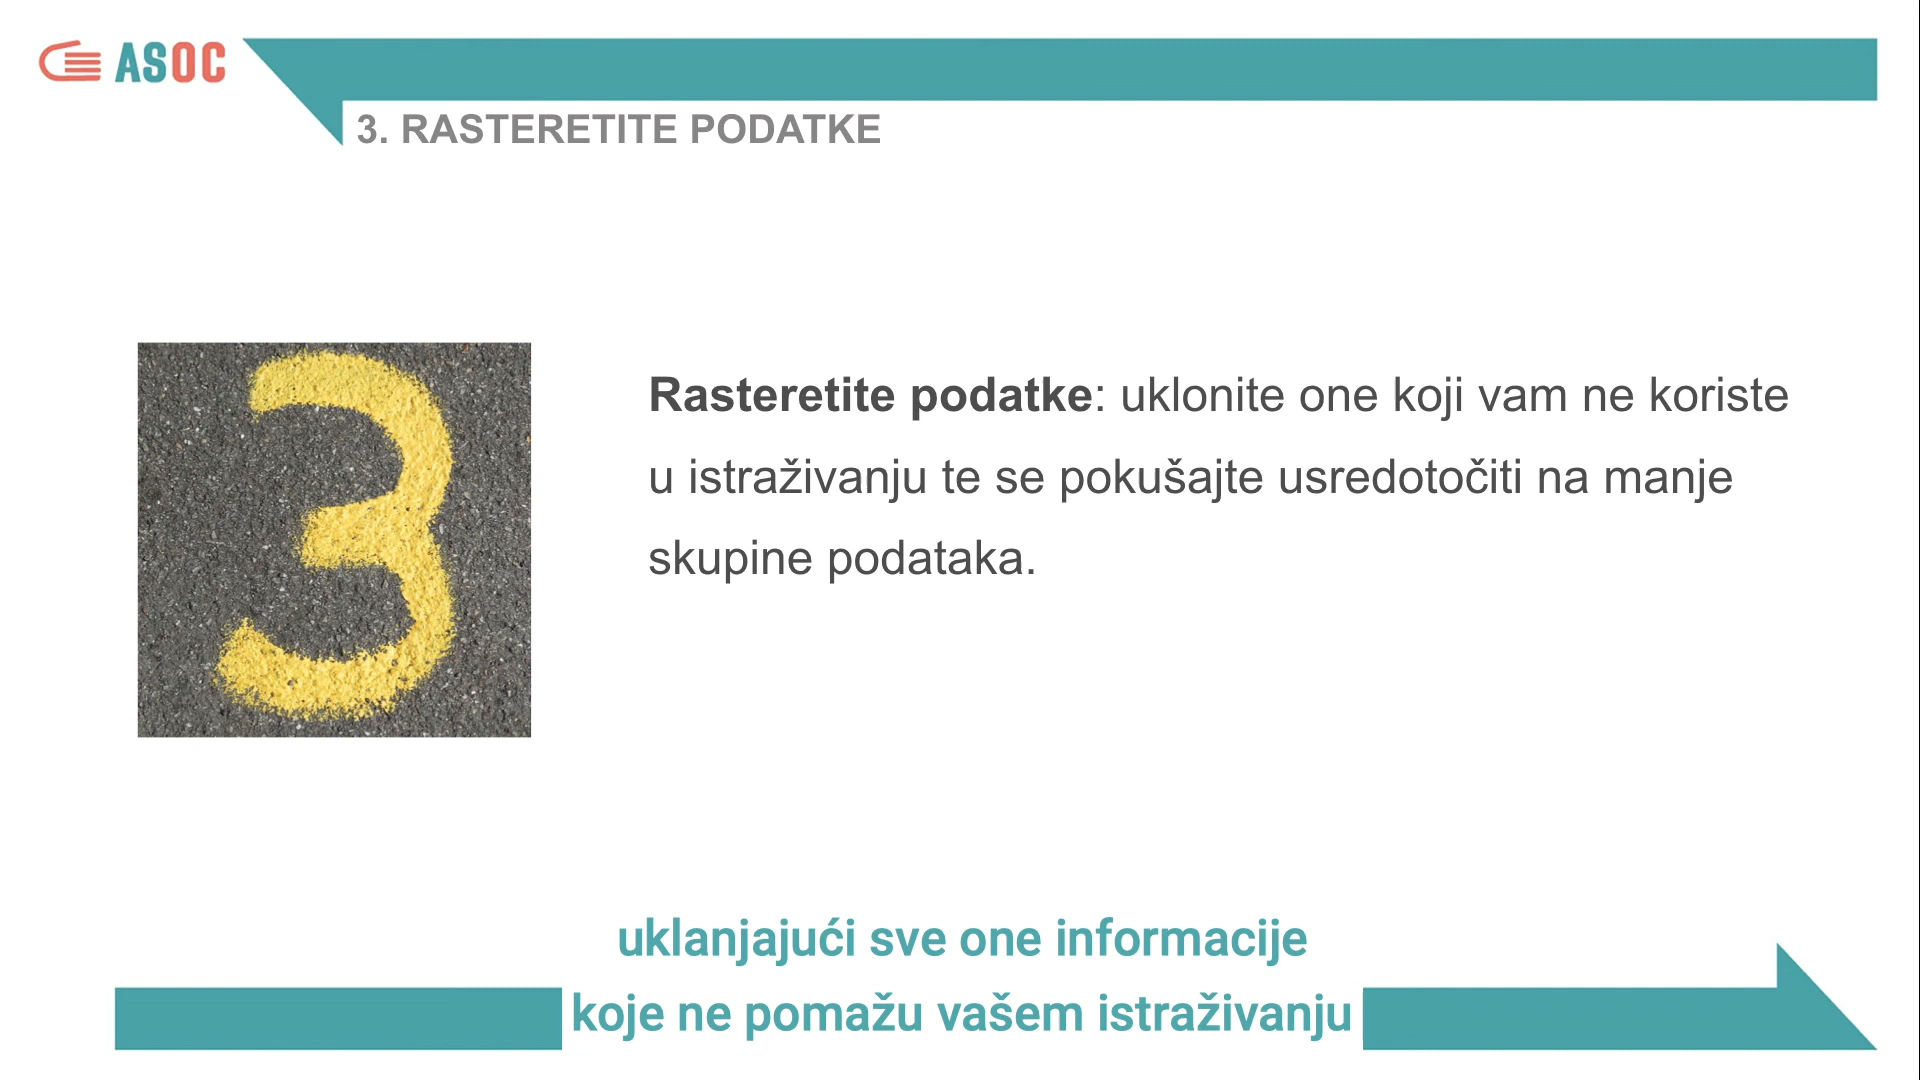 ASOC
3. RASTERETITE PODATKE
3
Rasteretite podatke: uklonite one koji vam ne koriste
u istraživanju te se pokušajte usredotočiti na manje
skupine podataka.
uklanjajući sve one informacije
koje ne pomažu vašem istraživanju